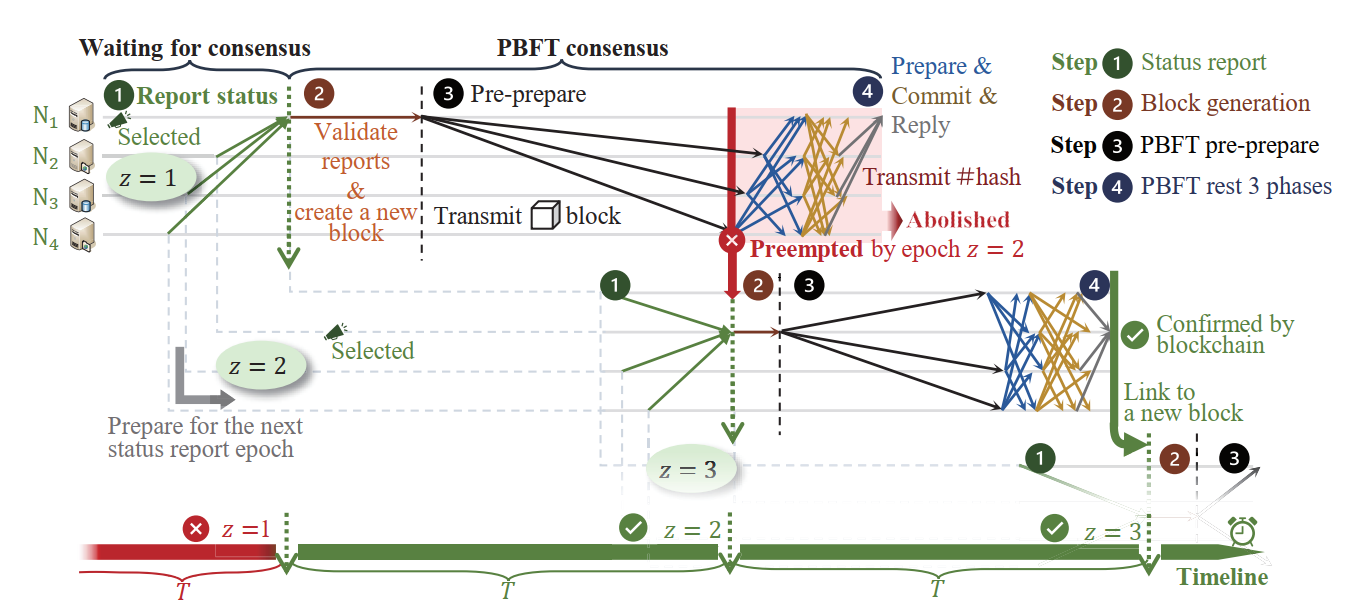 Waiting for consensus
PBFT consensus
1 Report status
2
3 Pre-prepare
4
Prepare &
Commit &
Reply
Step 1 Status report
Step 2 Block generation
Step 3 PBFT pre-prepare
Step 4 PBFT rest 3 phases
N1
N2
N3
N4
Selected
z = 1
Validate
reports
&
create a new
block
Transmit block
Transmit #hash
Abolished
Preempted by epoch z = 2
1
2
3
4
Selected
z = 2
Confirmed by
blockchain
Link to
a new block
Prepare for the next
status report epoch
z = 3
1
2
3
z =1
z = 2
z = 3
T
T
T
Timeline